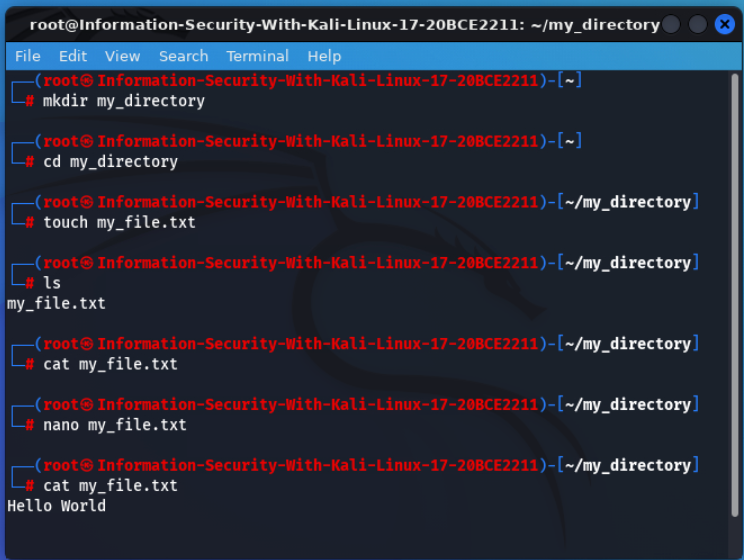 root@Information-Security-With-Kali-Linux-17-20BCE2211: ~/my_directory
File Edit View Search Terminal Help
┌──(root㉿Information-Security-With-Kali-Linux-17-20BCE2211)-[~]
└─# mkdir my_directory
┌──(root㉿Information-Security-With-Kali-Linux-17-20BCE2211)-[~]
└─# cd my_directory
┌──(root㉿Information-Security-With-Kali-Linux-17-20BCE2211)-[~/my_directory]
└─# touch my_file.txt
┌──(root㉿Information-Security-With-Kali-Linux-17-20BCE2211)-[~/my_directory]
└─# ls
my_file.txt
┌──(root㉿Information-Security-With-Kali-Linux-17-20BCE2211)-[~/my_directory]
└─# cat my_file.txt
┌──(root㉿Information-Security-With-Kali-Linux-17-20BCE2211)-[~/my_directory]
└─# nano my_file.txt
┌──(root㉿Information-Security-With-Kali-Linux-17-20BCE2211)-[~/my_directory]
└─# cat my_file.txt
Hello World